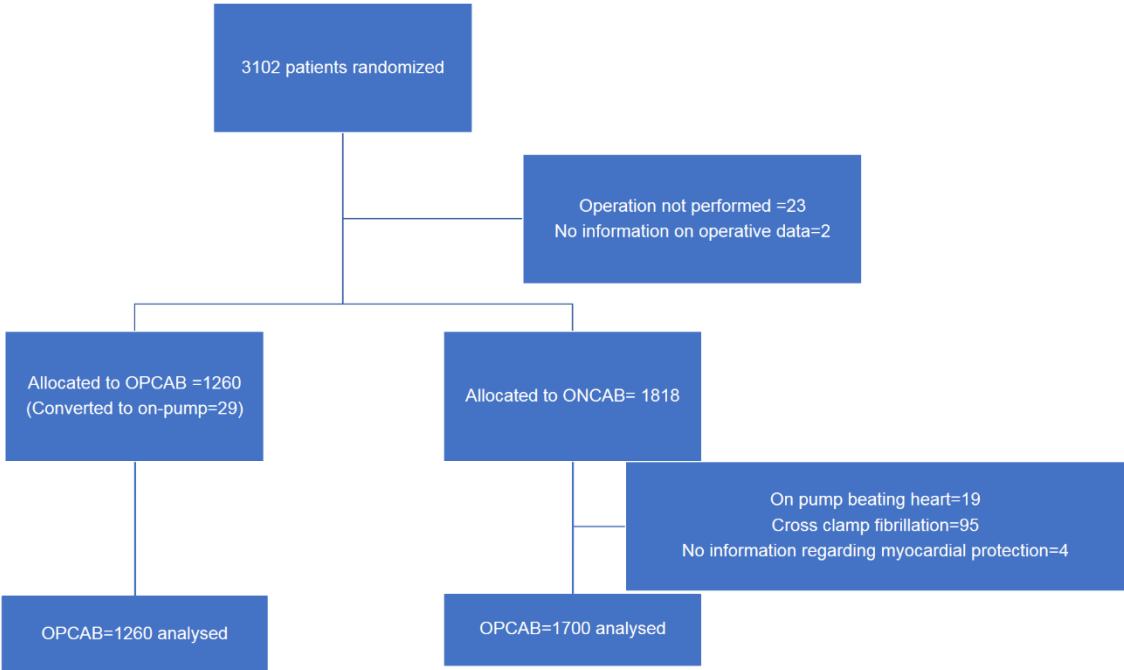 3102 patients randomized
Operation not performed =23
No information on operative data=2
Allocated to OPCAB =1260
(Converted to on-pump=29)
Allocated to ONCAB= 1818
On pump beating heart=19
Cross clamp fibrillation=95
No information regarding myocardial protection=4
OPCAB=1260 analysed
OPCAB=1700 analysed